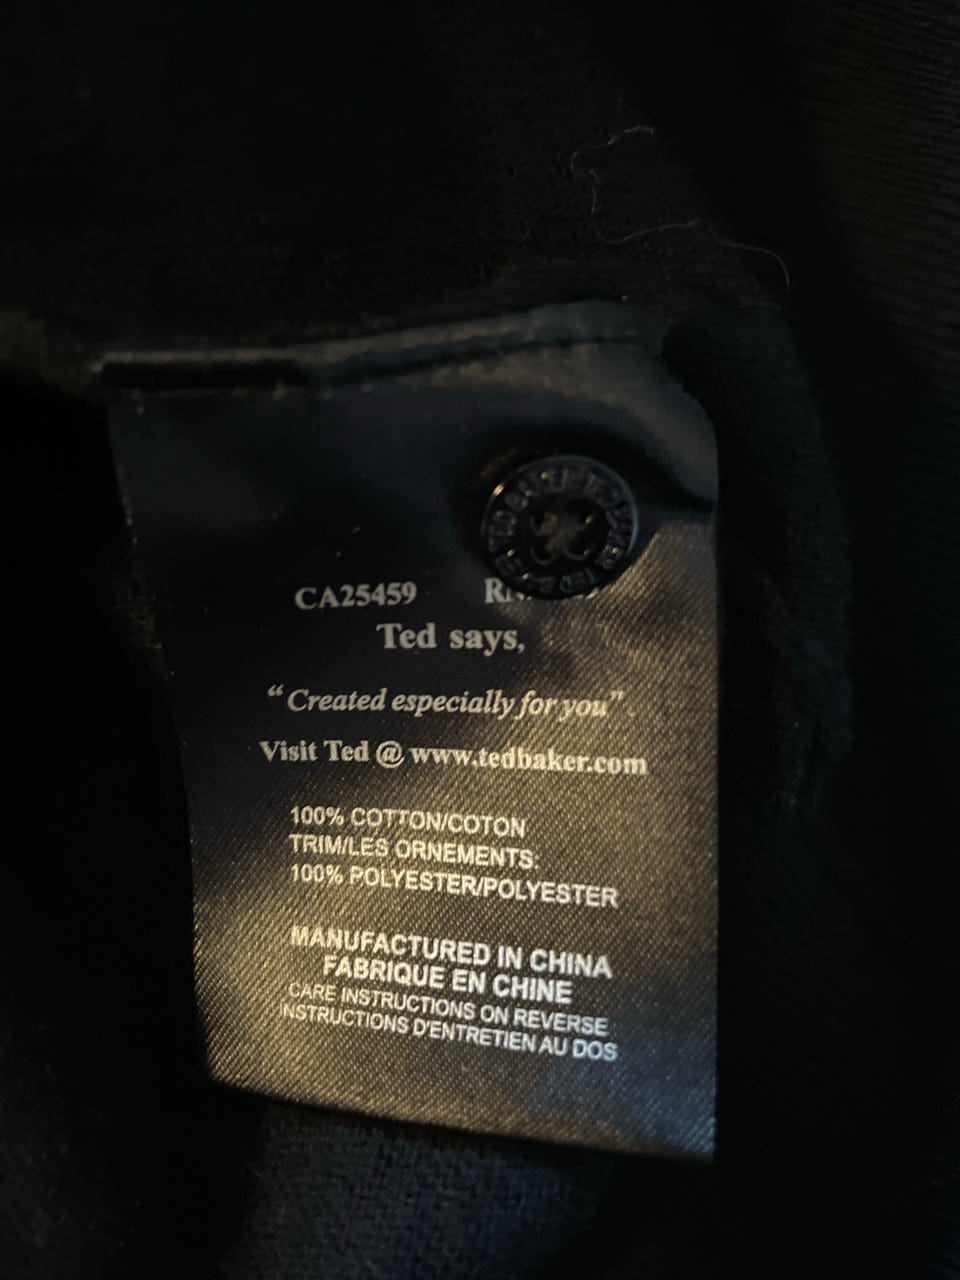 CA25459
Ted says,
“Created especially for you”.
Visit Ted @ www.tedbaker.com
100% COTTON/COTON
TRIM/LES ORNEMENTS:
100% POLYESTER/POLYESTER
MANUFACTURED IN CHINA
FABRIQUE EN CHINE
CARE INSTRUCTIONS ON REVERSE
INSTRUCTIONS D'ENTRETIEN AU DOS